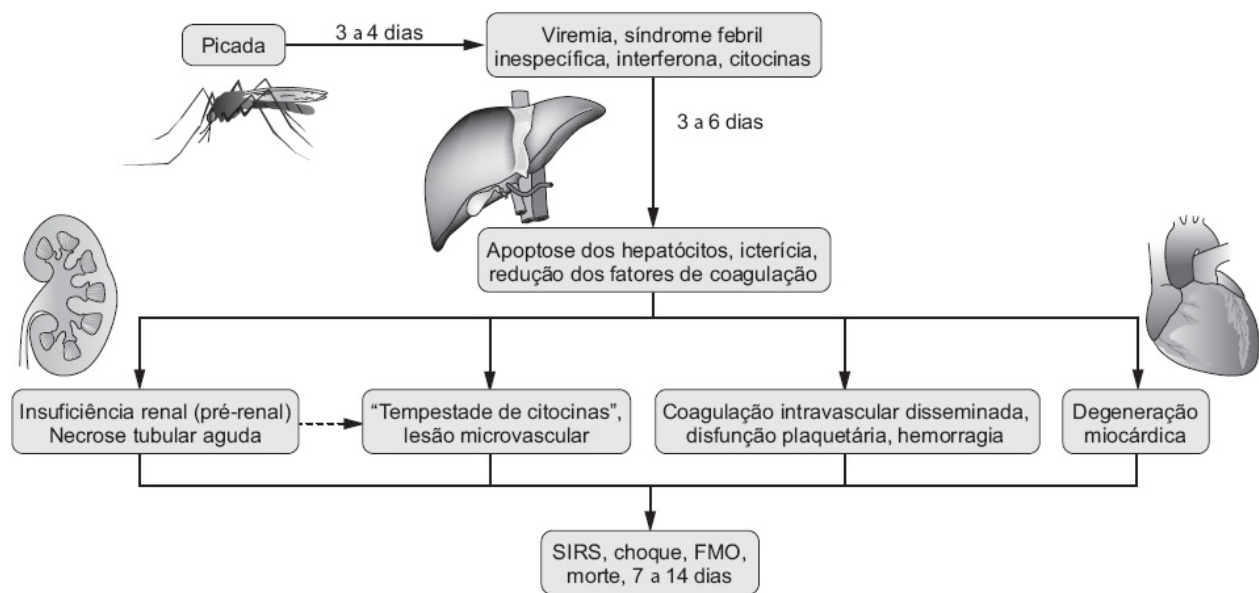 Picada
3 a 4 dias
Viremia, síndrome febril
inespecífica, interferona, citocinas
3 a 6 dias
Apoptose dos hepatócitos, icterícia,
redução dos fatores de coagulação
Insuficiência renal (pré-renal)
Necrose tubular aguda
“Tempestade de citocinas”,
lesão microvascular
Coagulação intravascular disseminada,
disfunção plaquetária, hemorragia
Degeneração
miocárdica
SIRS, choque, FMO,
morte, 7 a 14 dias